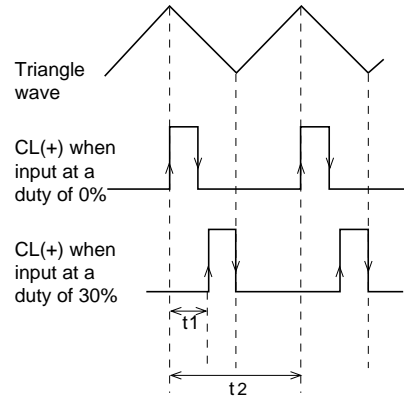 Triangle
wave
CL(+) when
input at a
duty of 0%
CL(+) when
input at a
duty of 30%
t1
t2